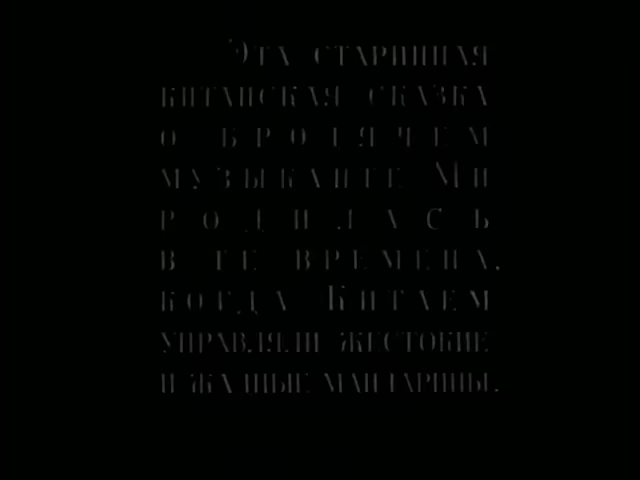 Эта старинная
китайская сказка
о бродячем
музыканте Ми
родилась
в те времена,
когда Китаем
управляли жестокие
и жадные мандарины.